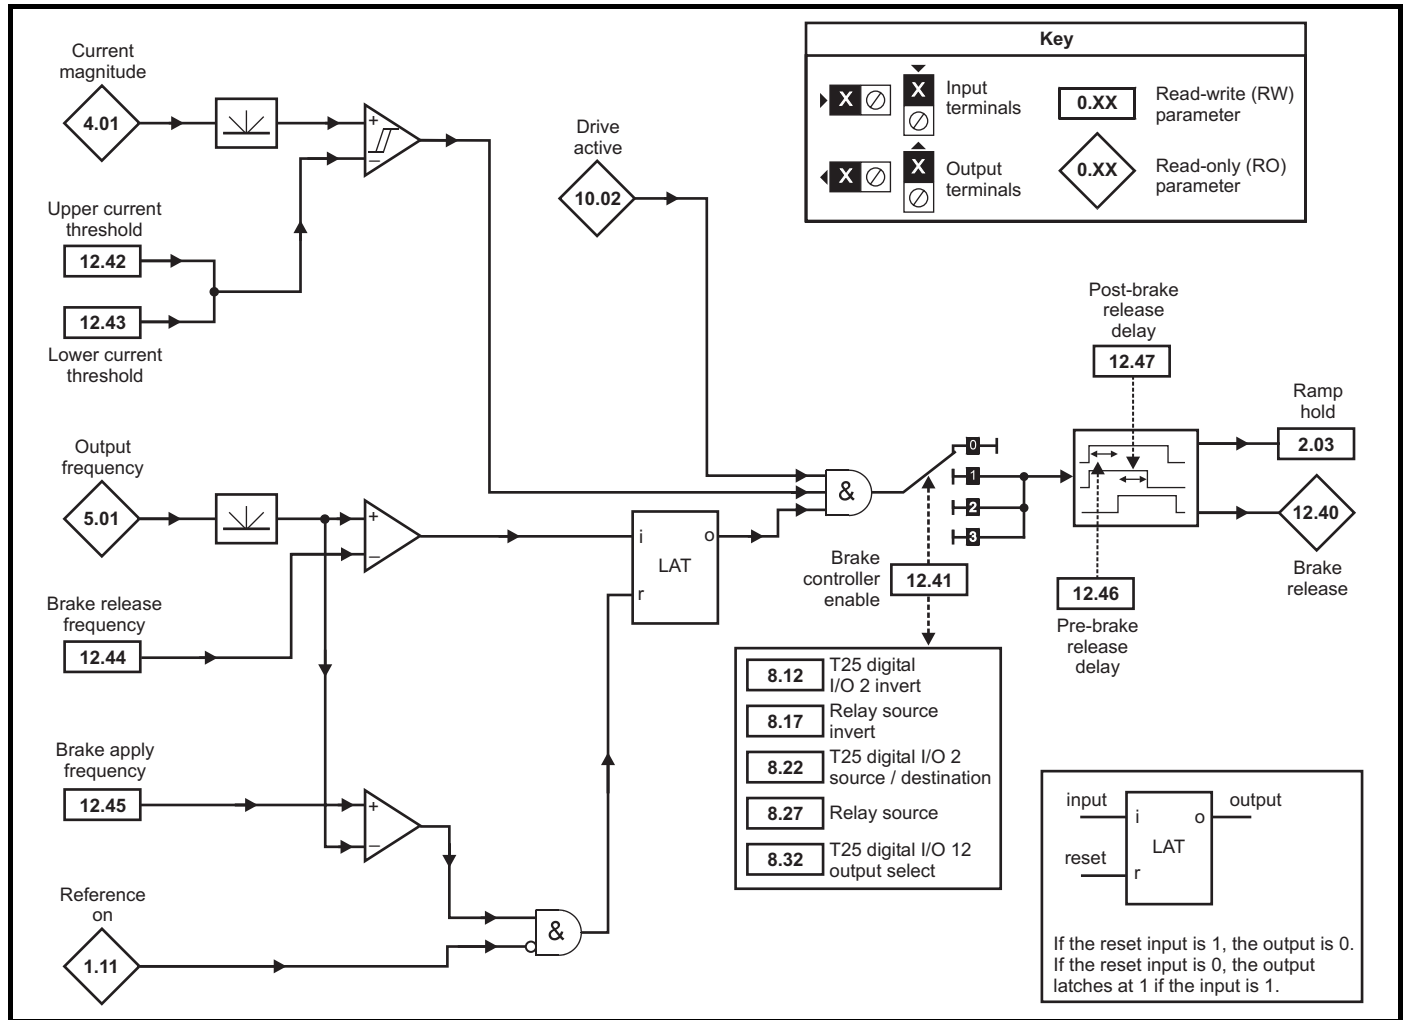 Current
magnitude
4.01
+
−
Upper current
threshold
12.42
12.43
Lower current
threshold
Drive
active
10.02
Key
X
X
Input
terminals
X
X
Output
terminals
0.XX
Read-write (RW)
parameter
0.XX
Read-only (RO)
parameter
Output
frequency
5.01
+
−
Brake release
frequency
12.44
i
o
LAT
r
&
0
1
2
3
Brake
controller
enable
12.41
Post-brake
release
delay
12.47
12.46
Pre-brake
release
delay
Ramp
hold
2.03
12.40
Brake
release
Brake apply
frequency
12.45
+
−
Reference
on
1.11
&
8.12
T25 digital
I/O 2 invert
8.17
Relay source
invert
8.22
T25 digital I/O 2
source / destination
8.27
Relay source
8.32
T25 digital I/O 12
output select
input
i
o
output
LAT
reset
r
If the reset input is 1, the output is 0.
If the reset input is 0, the output
latches at 1 if the input is 1.